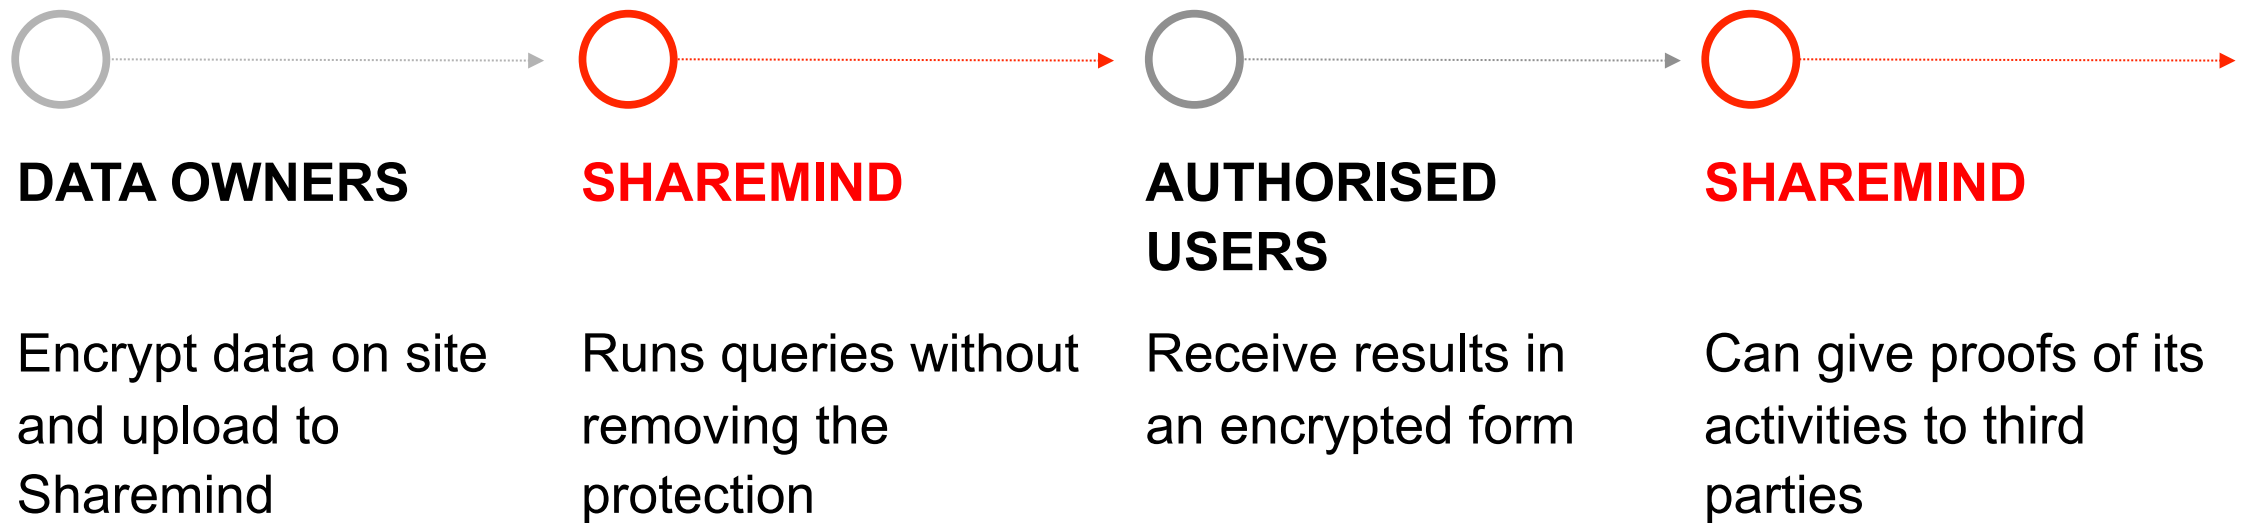 DATA OWNERS
Encrypt data on site
and upload to
Sharemind
SHAREMIND
Runs queries without
removing the
protection
AUTHORISED
USERS
Receive results in
an encrypted form
SHAREMIND
Can give proofs of its
activities to third
parties